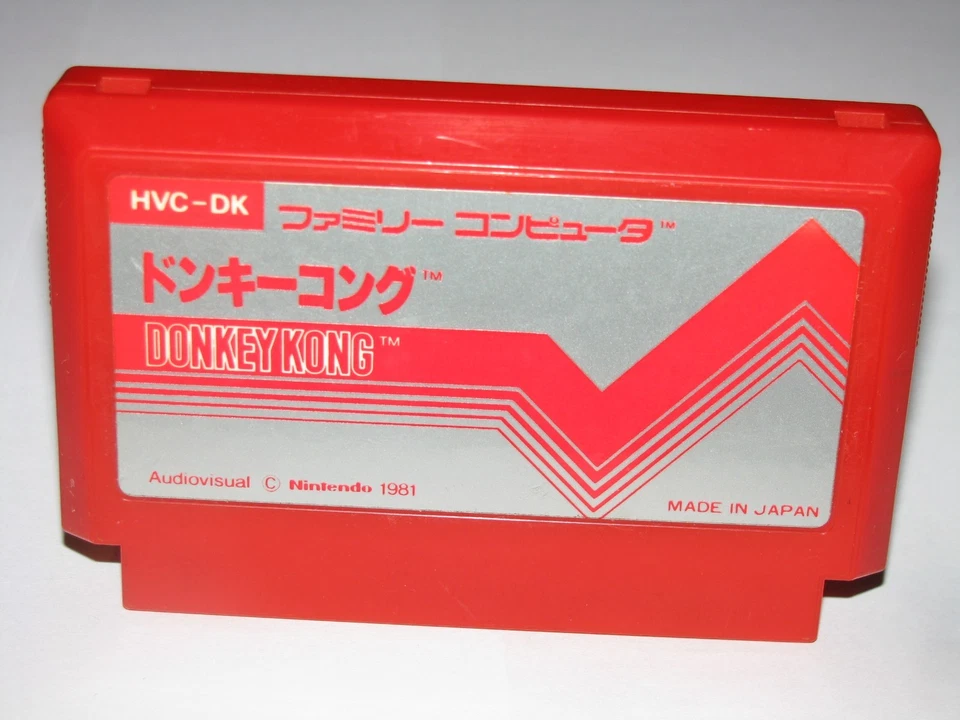 HVC-DK
ファミリー コンピュータ™
ドンキーコング™
DONKEY KONG™
Audiovisual © Nintendo 1981
MADE IN JAPAN